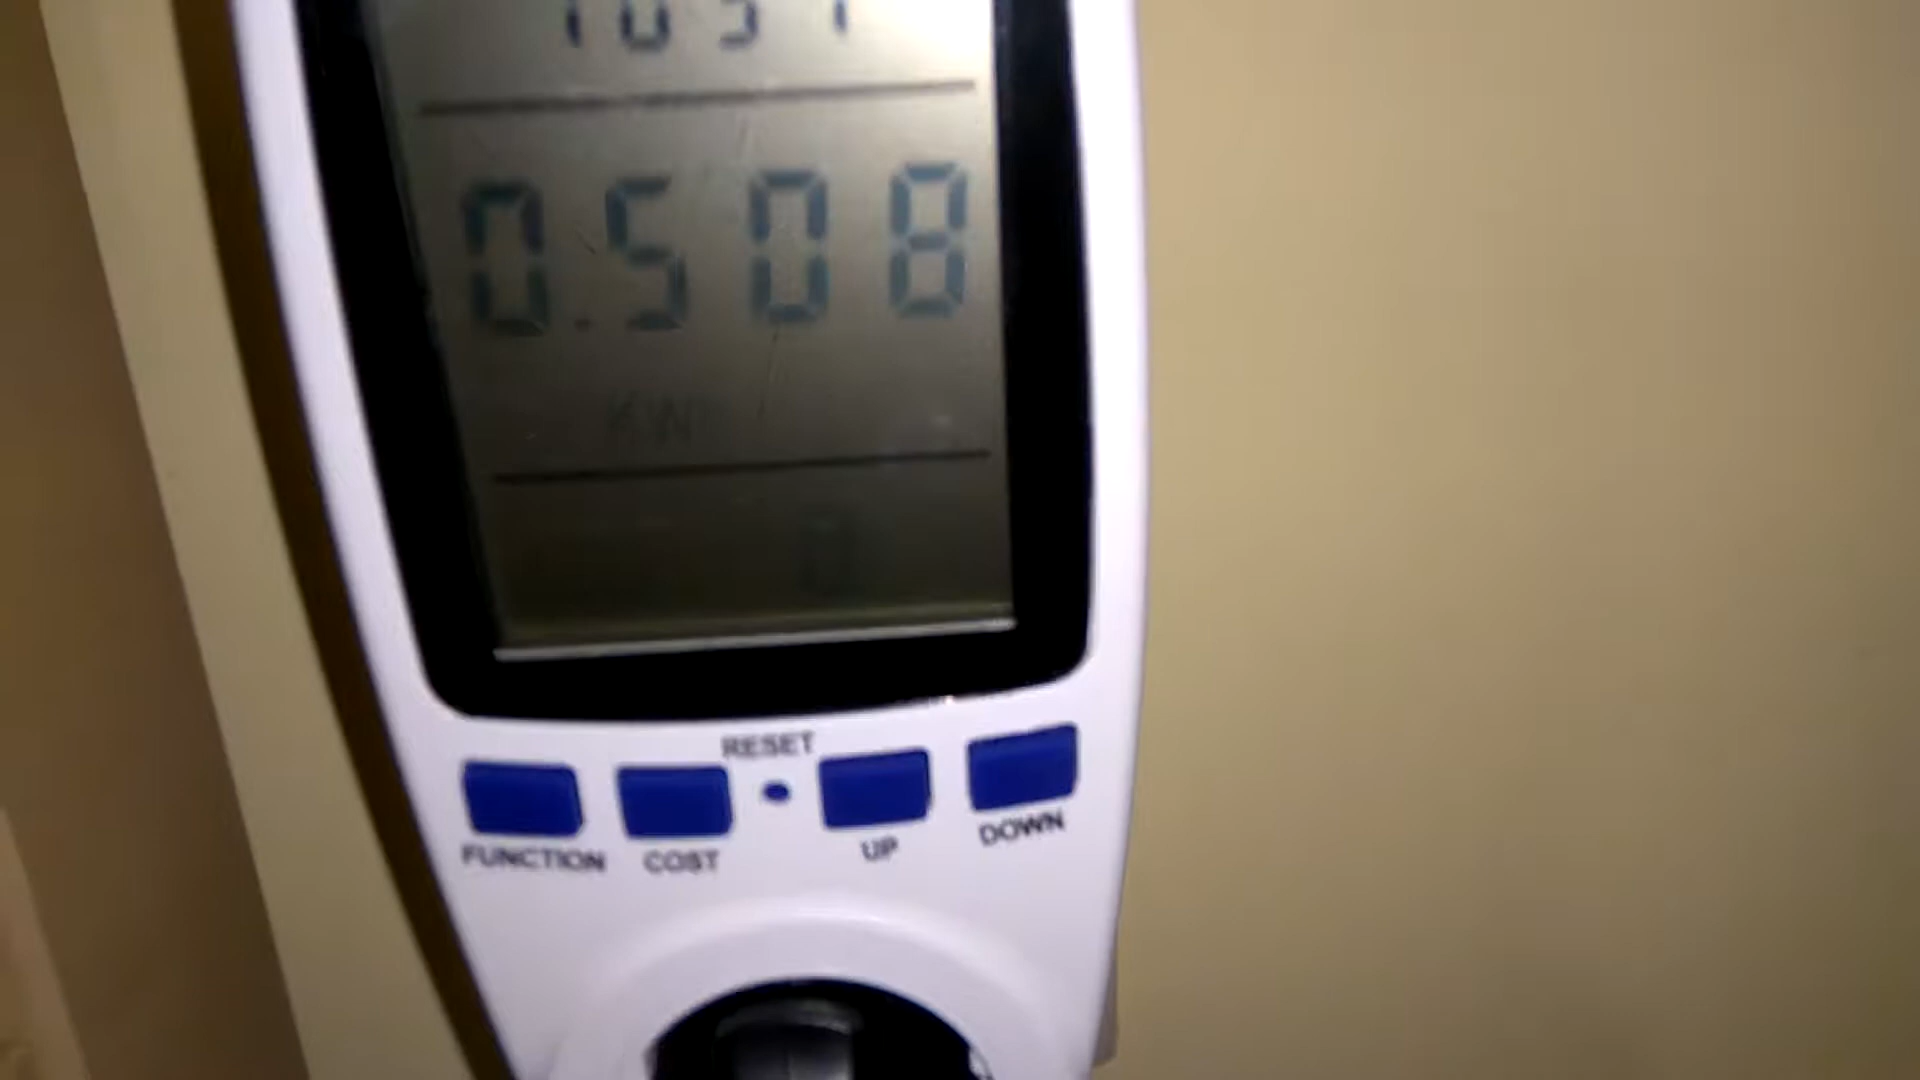 0.508
KW
RESET
FUNCTION COST UP DOWN